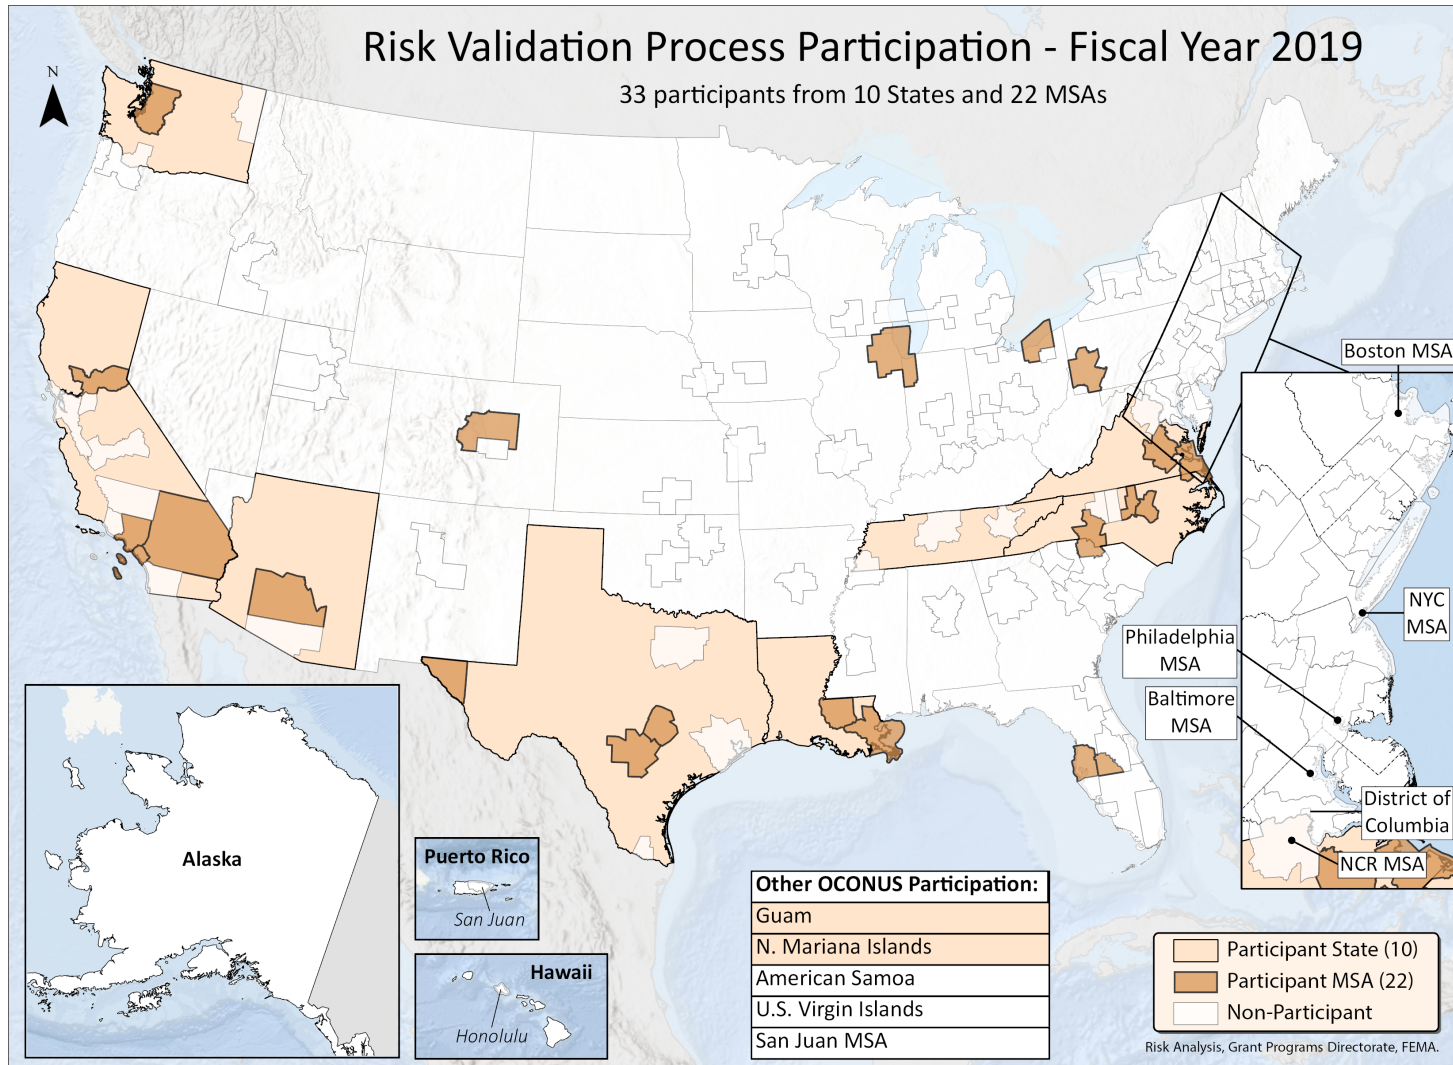 Risk Validation Process Participation - Fiscal Year 2019
33 participants from 10 States and 22 MSAs
N
Boston MSA
NYC
MSA
Philadelphia
MSA
Baltimore
MSA
District of
Columbia
NCR MSA
Alaska
Puerto Rico
San Juan
Hawaii
Honolulu
Other OCONUS Participation:
Guam
N. Mariana Islands
American Samoa
U.S. Virgin Islands
San Juan MSA
Participant State (10)
Participant MSA (22)
Non-Participant
Risk Analysis, Grant Programs Directorate, FEMA.